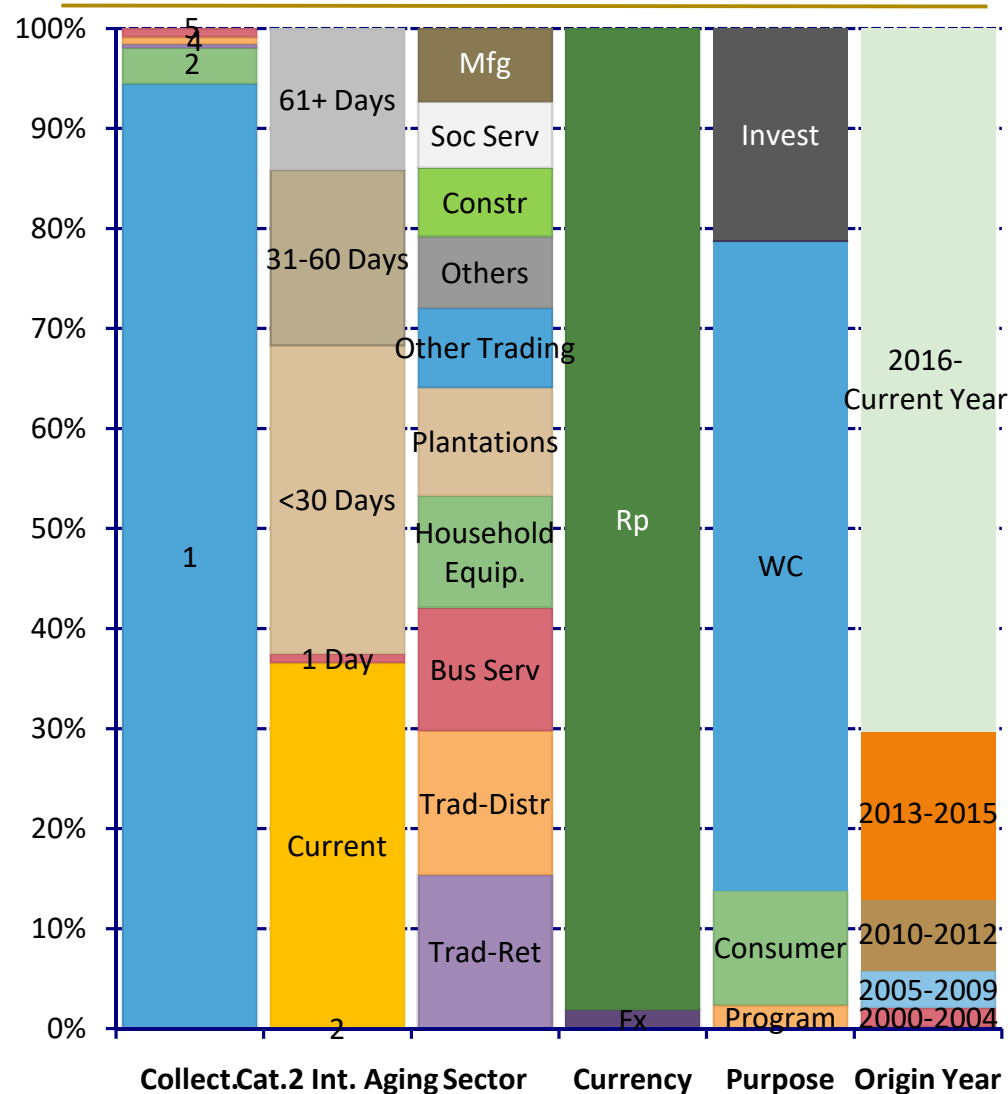 100%
90%
80%
70%
60%
50%
40%
30%
20%
10%
0%
5
4
2
1
61+ Days
31-60 Days
<30 Days
1 Day
Current
2
Mfg
Soc Serv
Constr
Others
Other Trading
Plantations
Household
Equip.
Bus Serv
Trad-Distr
Trad-Ret
Rp
Fx
Invest
WC
Consumer
Program
2016-
Current Year
2013-2015
2010-2012
2005-2009
2000-2004
Collect.Cat.2 Int. Aging Sector Currency Purpose Origin Year